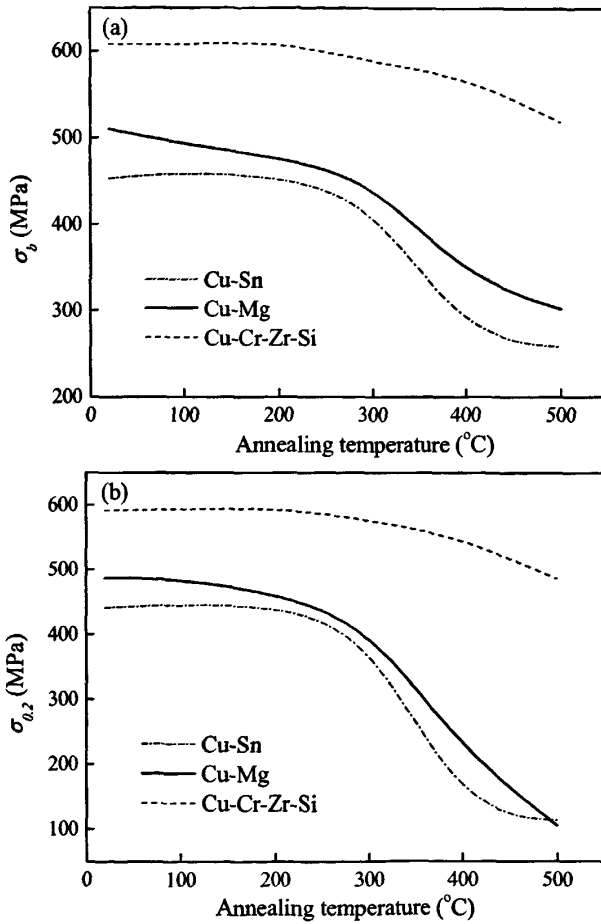 (a)
600
500
400
300
200
σb (MPa)
Cu-Sn
Cu-Mg
Cu-Cr-Zr-Si
0 100 200 300 400 500
Annealing temperature (°C)
(b)
600
500
400
300
200
100
σ0.2 (MPa)
Cu-Sn
Cu-Mg
Cu-Cr-Zr-Si
0 100 200 300 400 500
Annealing temperature (°C)